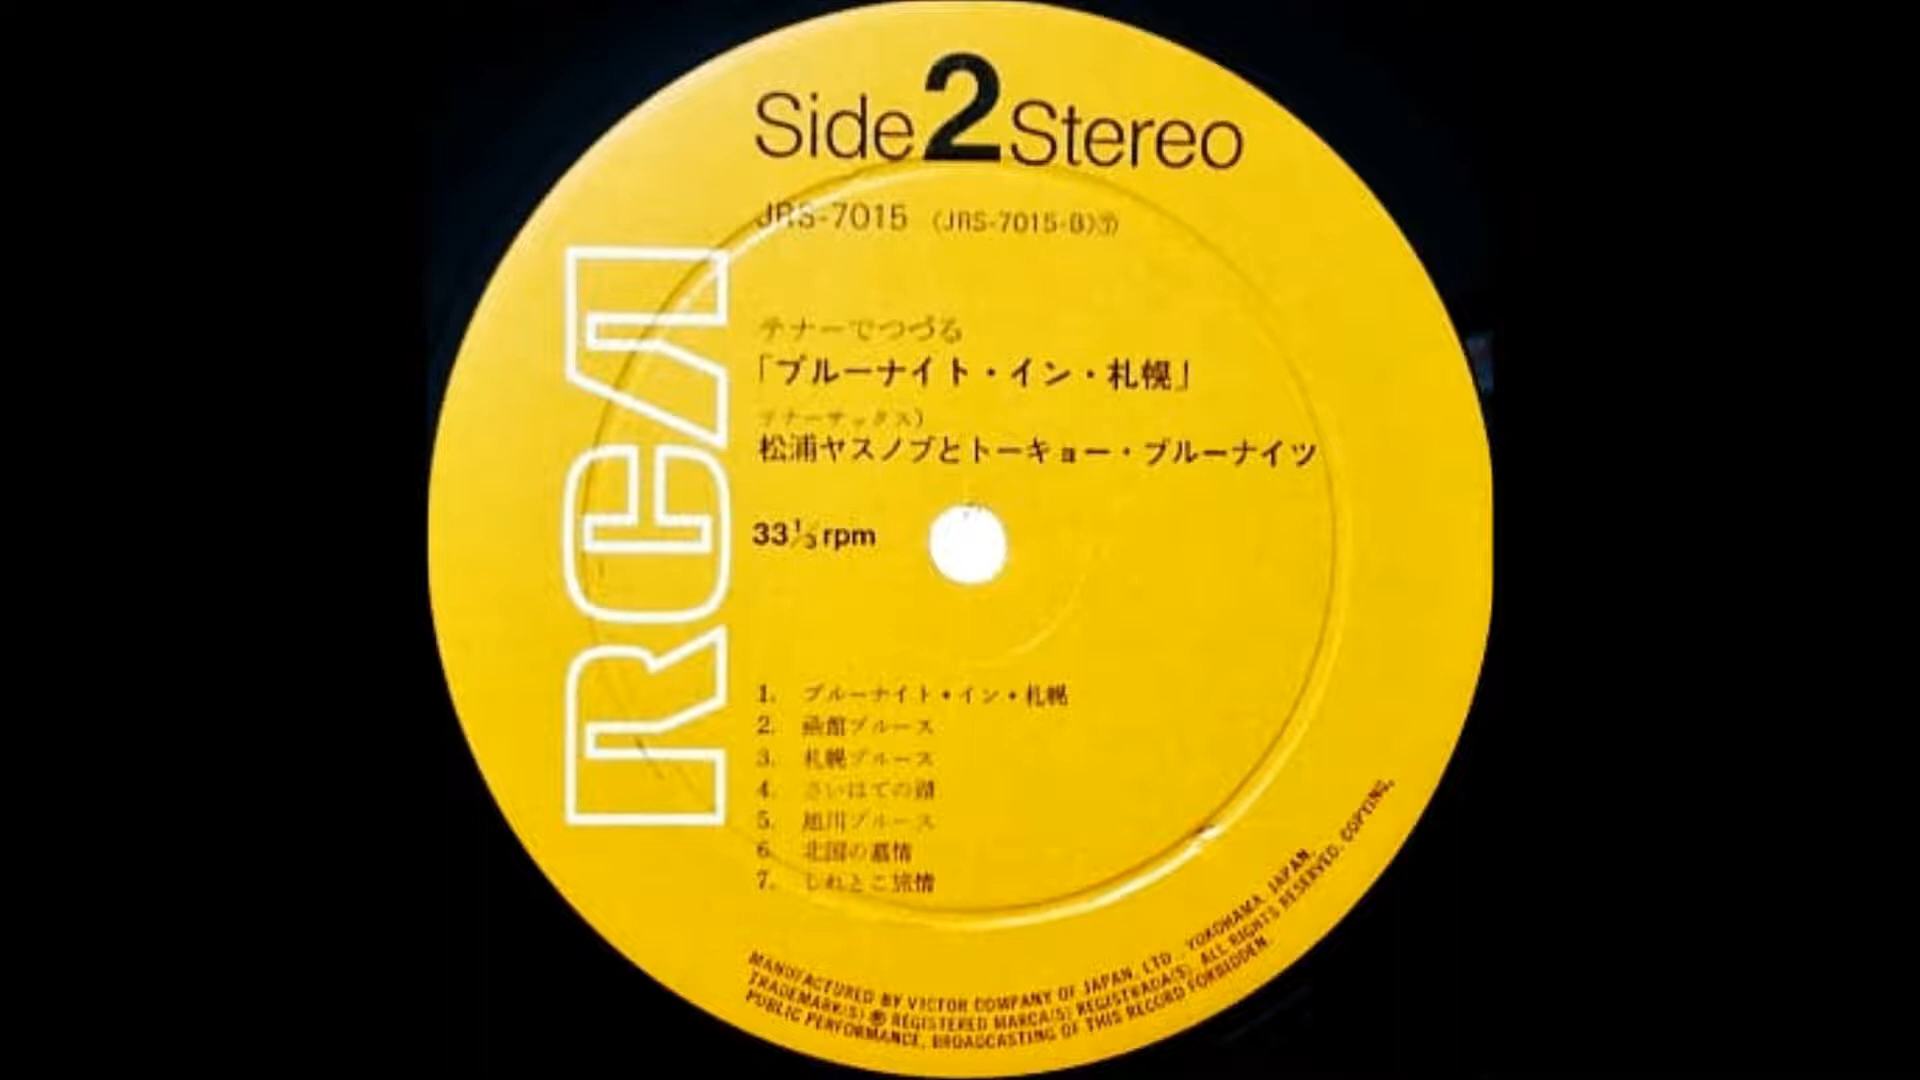 Side 2 Stereo
JRS-7015 (JRS-7015-B)
テナーでつづる
「ブルーナイト・イン・札幌」
テナーサックス)
松浦ヤスノブとトーキョー・ブルーナイツ
33⅓ rpm
RCA
1. ブルーナイト・イン・札幌
2. 函館ブルース
3. 札幌ブルース
4. さいはての湖
5. 旭川ブルース
6. 北国の慕情
7. しれとこ旅情
MANUFACTURED BY VICTOR COMPANY OF JAPAN, LTD., YOKOHAMA, JAPAN.
TRADEMARK(S) ® REGISTERED MARCA(S) REGISTRADA(S). ALL RIGHTS RESERVED. COPYING,
PUBLIC PERFORMANCE, BROADCASTING OF THIS RECORD FORBIDDEN.